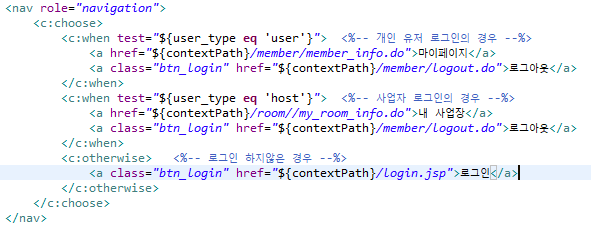 <nav role="navigation">
<c:choose>
<c:when test="${user_type eq 'user'}"> <%-- 개인 유저 로그인의 경우 --%>
<a href="${contextPath}/member/member_info.do">마이페이지</a>
<a class="btn_login" href="${contextPath}/member/logout.do">로그아웃</a>
</c:when>
<c:when test="${user_type eq 'host'}"> <%-- 사업자 로그인의 경우 --%>
<a href="${contextPath}/room//my_room_info.do">내 사업장</a>
<a class="btn_login" href="${contextPath}/member/logout.do">로그아웃</a>
</c:when>
<c:otherwise> <%-- 로그인 하지않은 경우 --%>
<a class="btn_login" href="${contextPath}/login.jsp">로그인</a>
</c:otherwise>
</c:choose>
</nav>